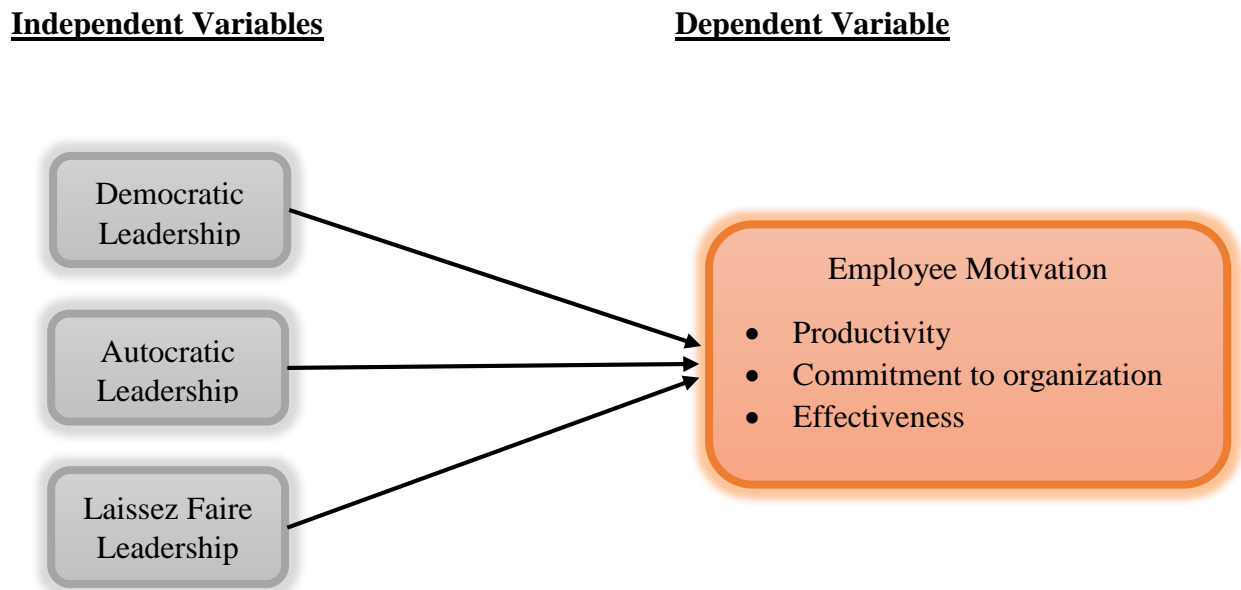 Independent Variables
Dependent Variable
Democratic
Leadership
Autocratic
Leadership
Laissez Faire
Leadership
Employee Motivation
• Productivity
• Commitment to organization
• Effectiveness